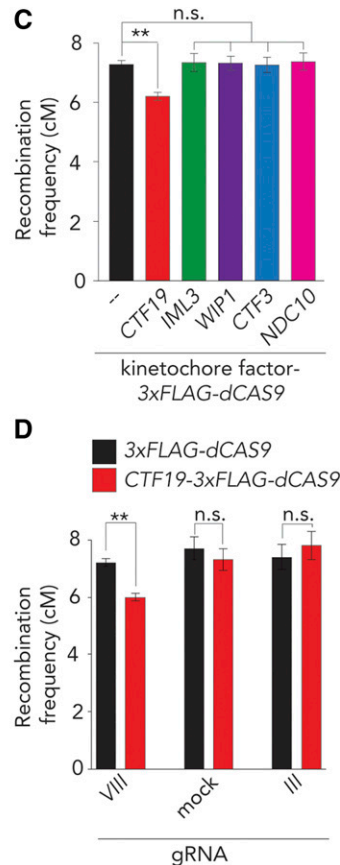 C
n.s.
**
Recombination
frequency (cM)
8
6
4
2
0
--
CTF19
IML3
WIP1
CTF3
NDC10
kinetochore factor-
3xFLAG-dCAS9
D
3xFLAG-dCAS9
CTF19-3xFLAG-dCAS9
** n.s. n.s.
Recombination
frequency (cM)
8
6
4
2
0
VIII
mock
III
gRNA